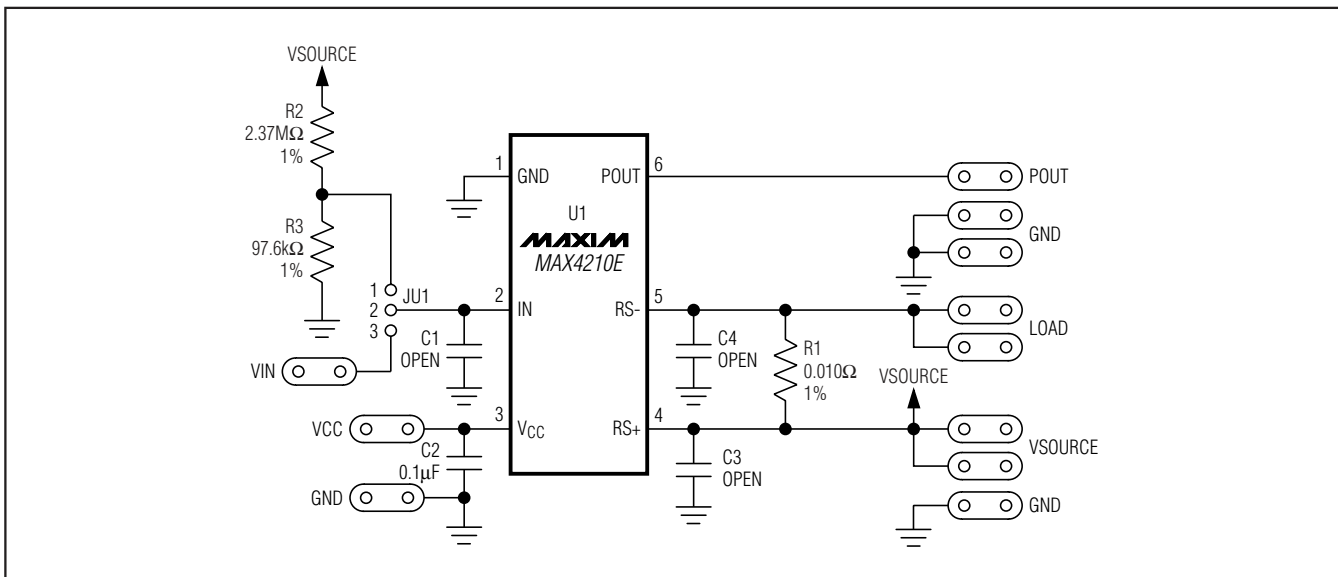 VSOURCE
R2
2.37MΩ
1%
R3
97.6kΩ
1%
1
2
3
JU1
VIN
C1
OPEN
VCC
C2
0.1µF
GND
1
GND
2
IN
3
VCC
U1
MAXIM
MAX4210E
POUT
6
RS-
5
RS+
4
C4
OPEN
C3
OPEN
R1
0.010Ω
1%
VSOURCE
POUT
GND
LOAD
VSOURCE
GND